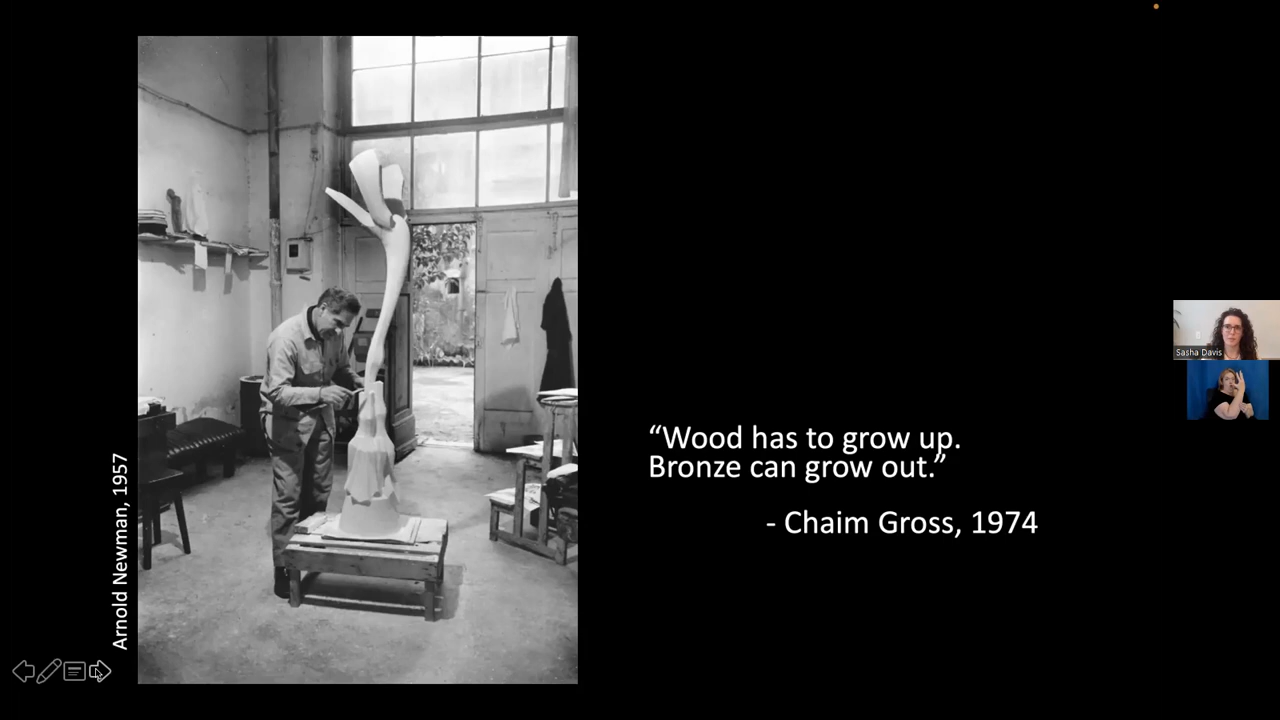 Arnold Newman, 1957
“Wood has to grow up.
Bronze can grow out.”
- Chaim Gross, 1974
Sasha Davis